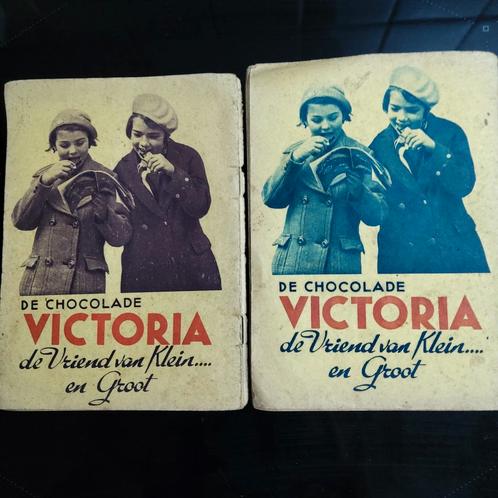 DE CHOCOLADE
VICTORIA
de Vriend van Klein....
en Groot
DE CHOCOLADE
VICTORIA
de Vriend van Klein....
en Groot